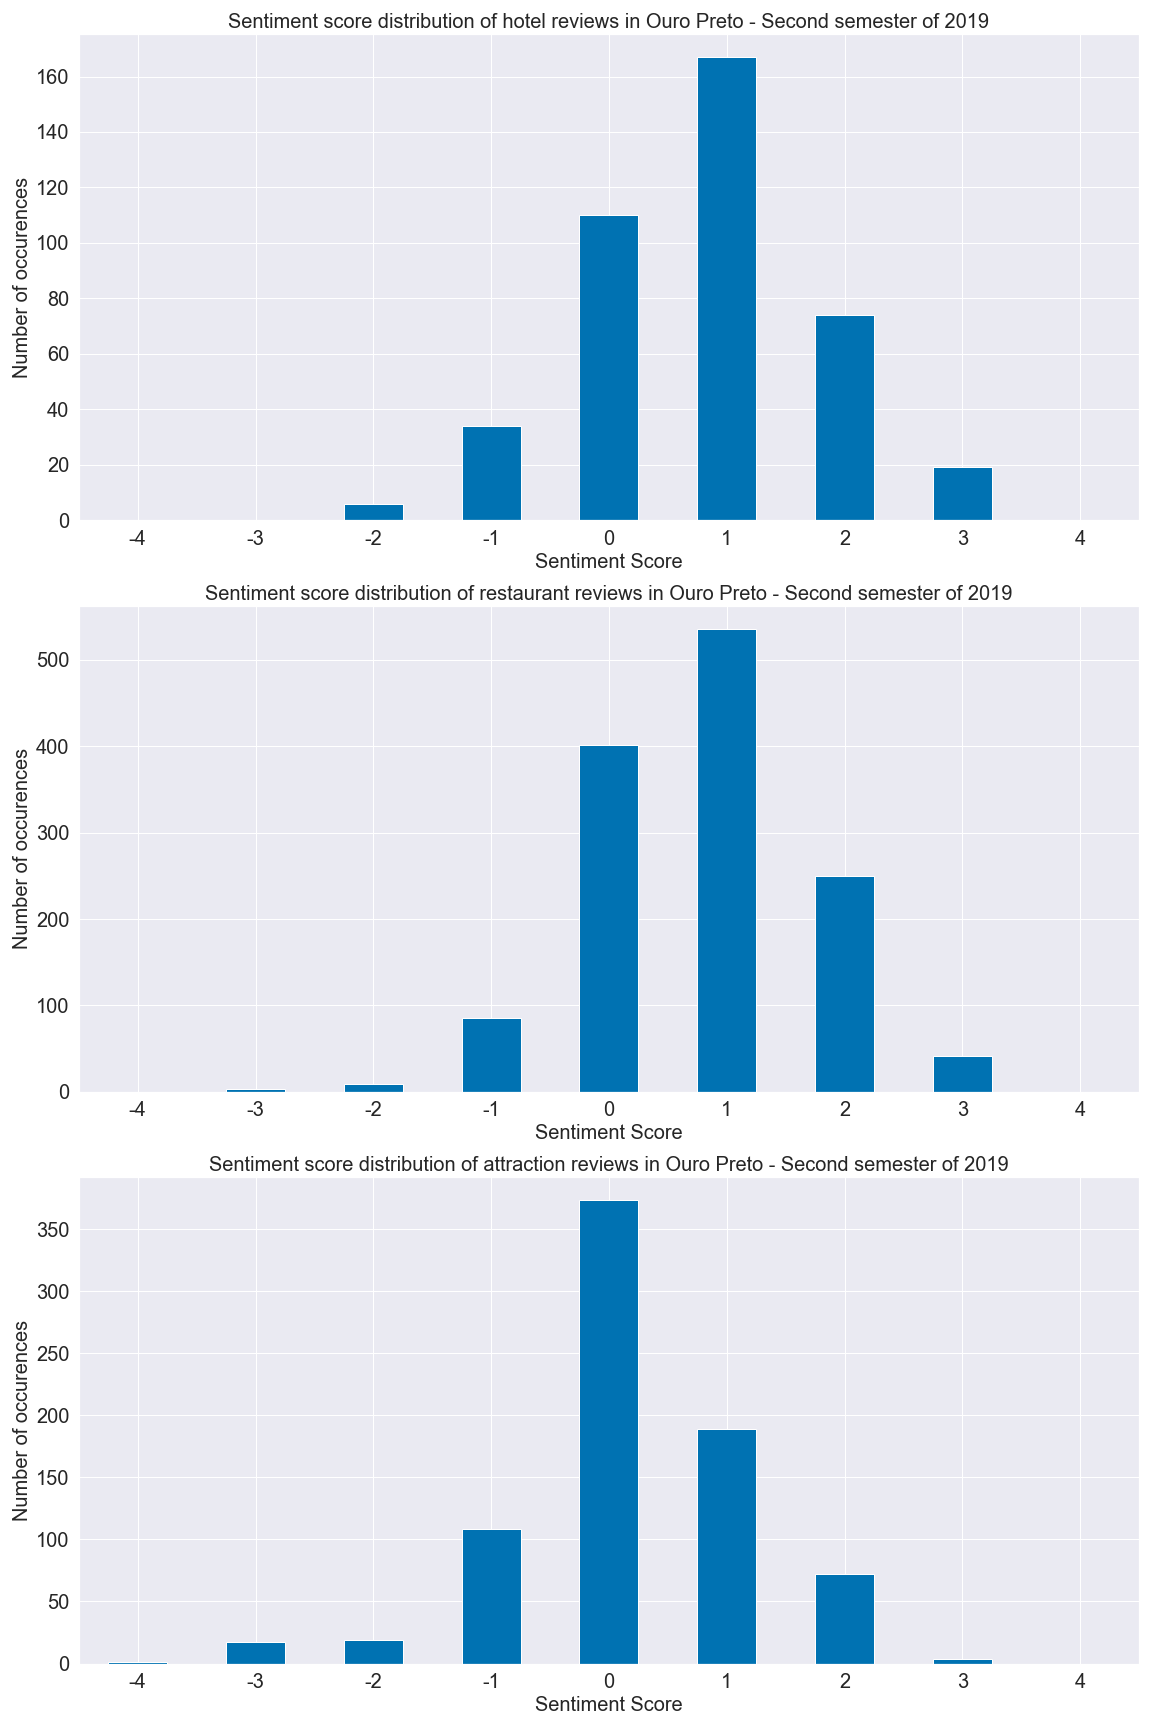 Sentiment score distribution of hotel reviews in Ouro Preto - Second semester of 2019
160
140
120
100
80
60
40
20
0
Number of occurences
-4 -3 -2 -1 0 1 2 3 4
Sentiment Score
Sentiment score distribution of restaurant reviews in Ouro Preto - Second semester of 2019
500
400
300
200
100
0
Number of occurences
-4 -3 -2 -1 0 1 2 3 4
Sentiment Score
Sentiment score distribution of attraction reviews in Ouro Preto - Second semester of 2019
350
300
250
200
150
100
50
0
Number of occurences
-4 -3 -2 -1 0 1 2 3 4
Sentiment Score